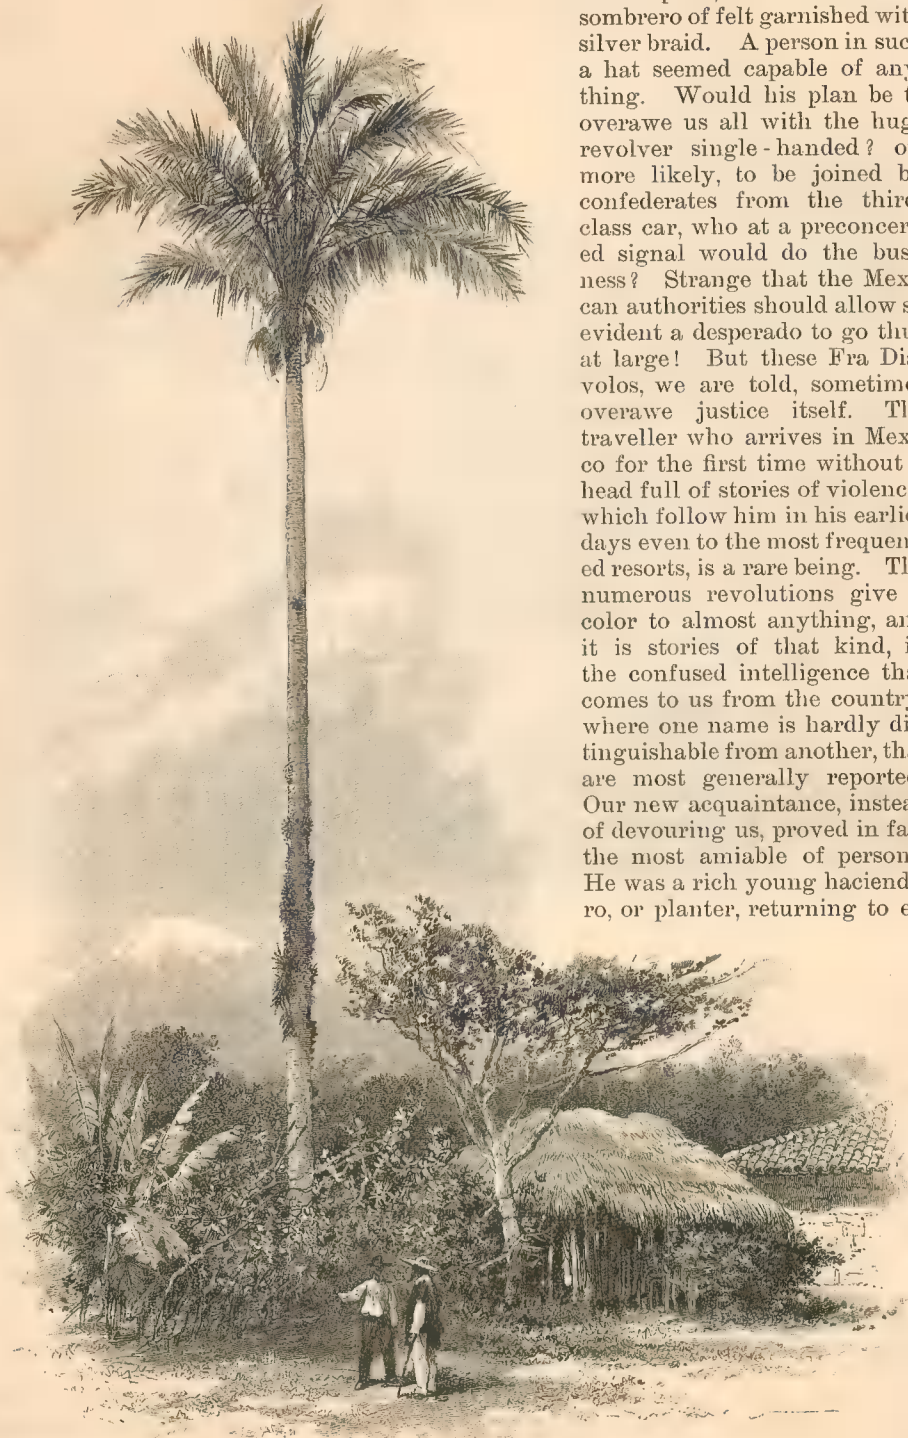 sombrero of felt garnished wit
silver braid. A person in suc
a hat seemed capable of any
thing. Would his plan be t
overawe us all with the hug
revolver single-handed? o
more likely, to be joined b
confederates from the thir
class car, who at a preconcer
ed signal would do the bus
ness? Strange that the Mex
can authorities should allow s
evident a desperado to go thu
at large! But these Fra Di
volos, we are told, sometime
overawe justice itself. Th
traveller who arrives in Mex
co for the first time without
head full of stories of violenc
which follow him in his earlie
days even to the most frequen
ed resorts, is a rare being. Th
numerous revolutions give
color to almost anything, an
it is stories of that kind, i
the confused intelligence tha
comes to us from the country
where one name is hardly di
tinguishable from another, tha
are most generally reporte
Our new acquaintance, instea
of devouring us, proved in fa
the most amiable of person
He was a rich young haciend
ro, or planter, returning to e